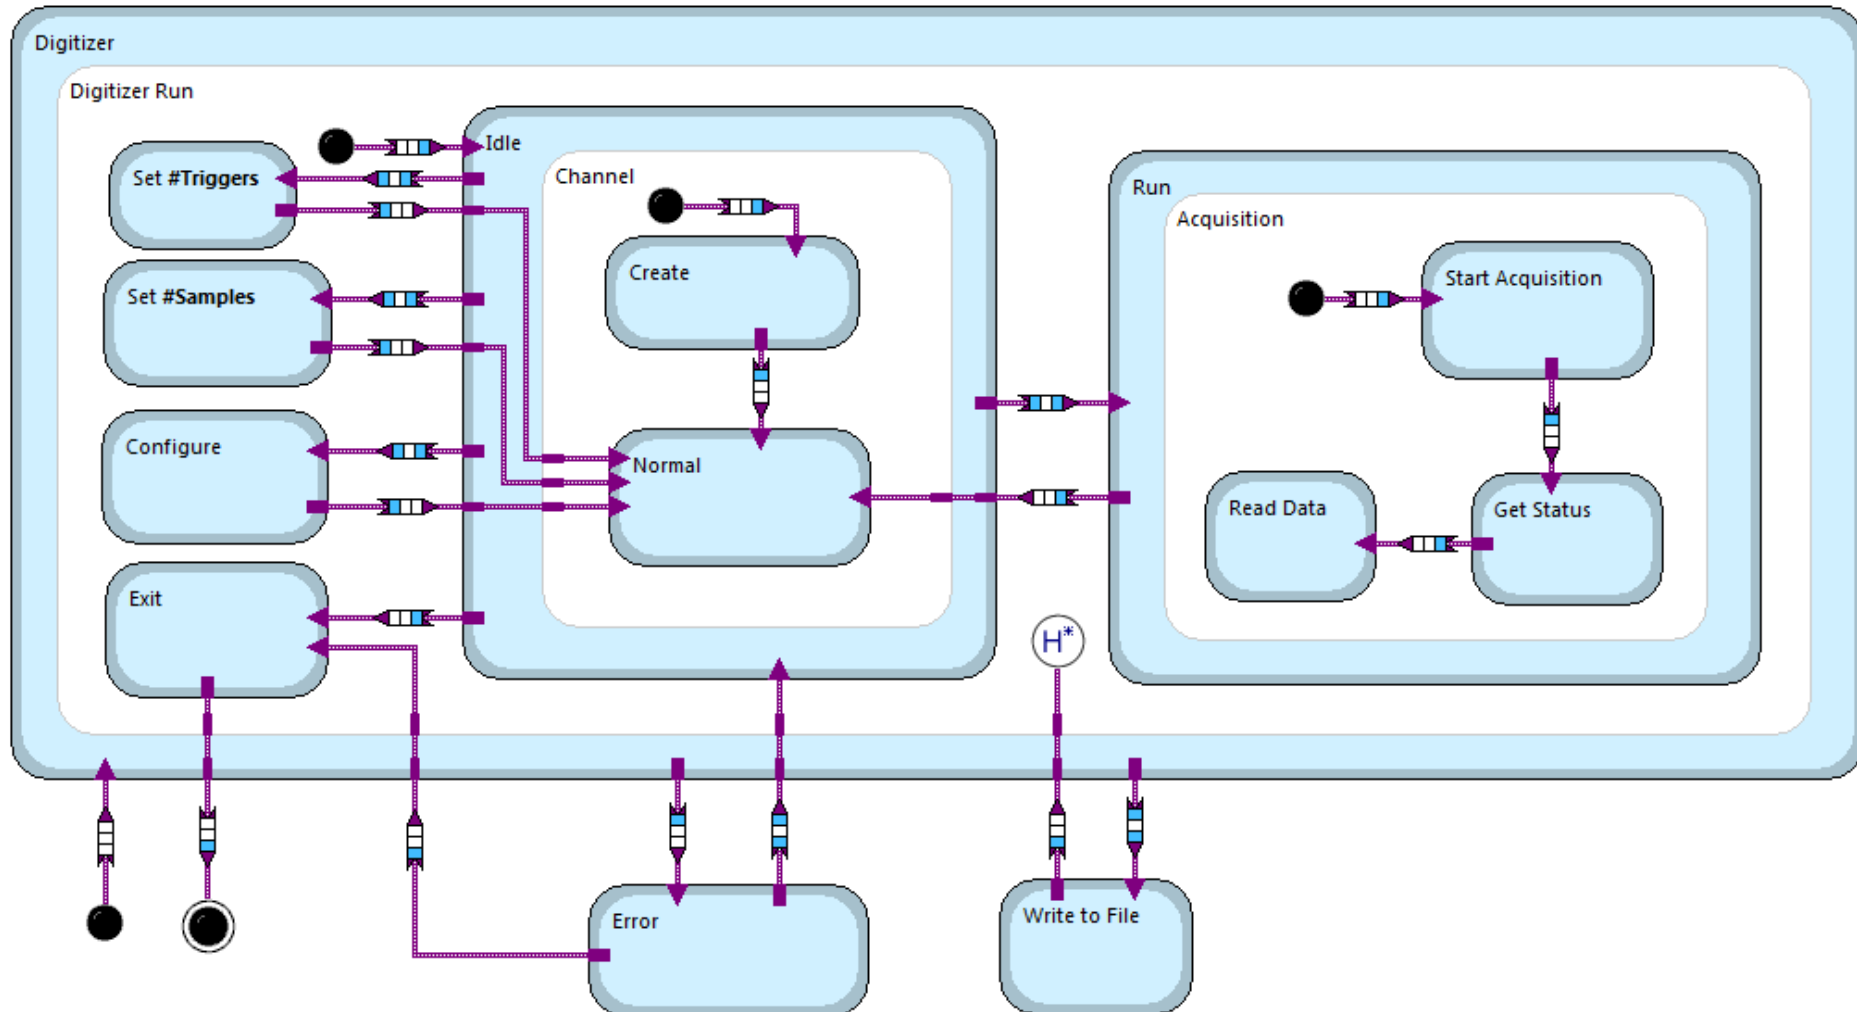 Digitizer
Digitizer Run
Set #Triggers
Idle
Channel
Run
Acquisition
Create
Start Acquisition
Set #Samples
Configure
Normal
Read Data
Get Status
Exit
H*
Error
Write to File